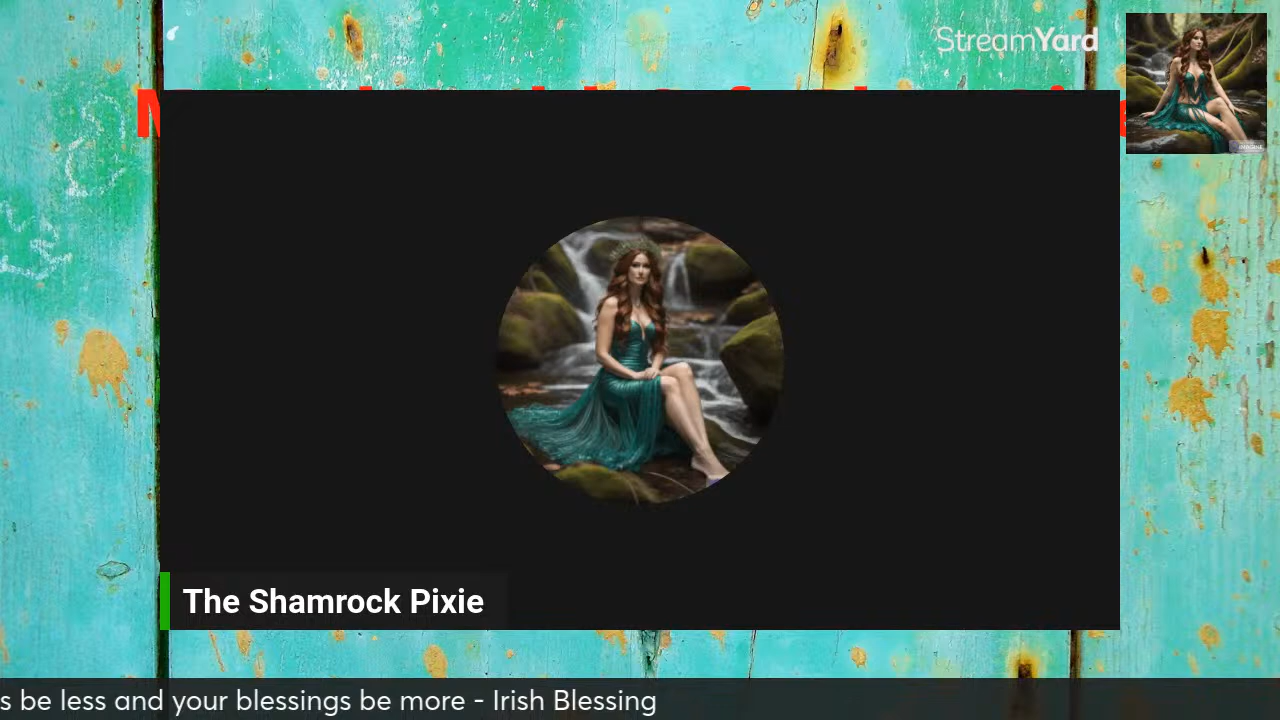 StreamYard
The Shamrock Pixie
s be less and your blessings be more - Irish Blessing